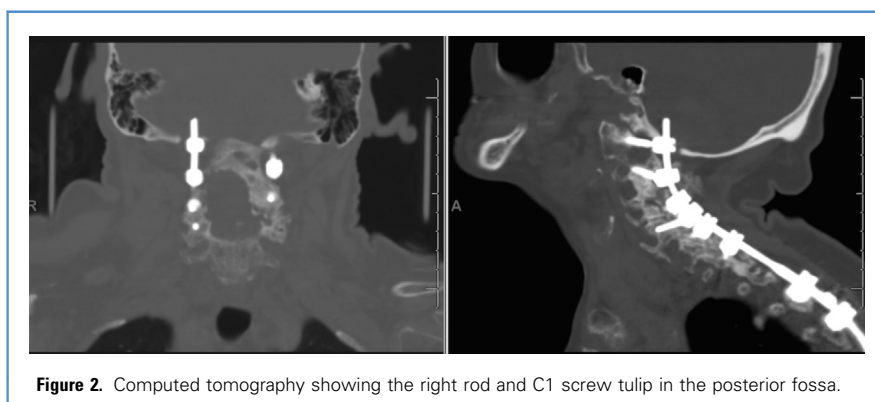 R
A
Figure 2. Computed tomography showing the right rod and C1 screw tulip in the posterior fossa.